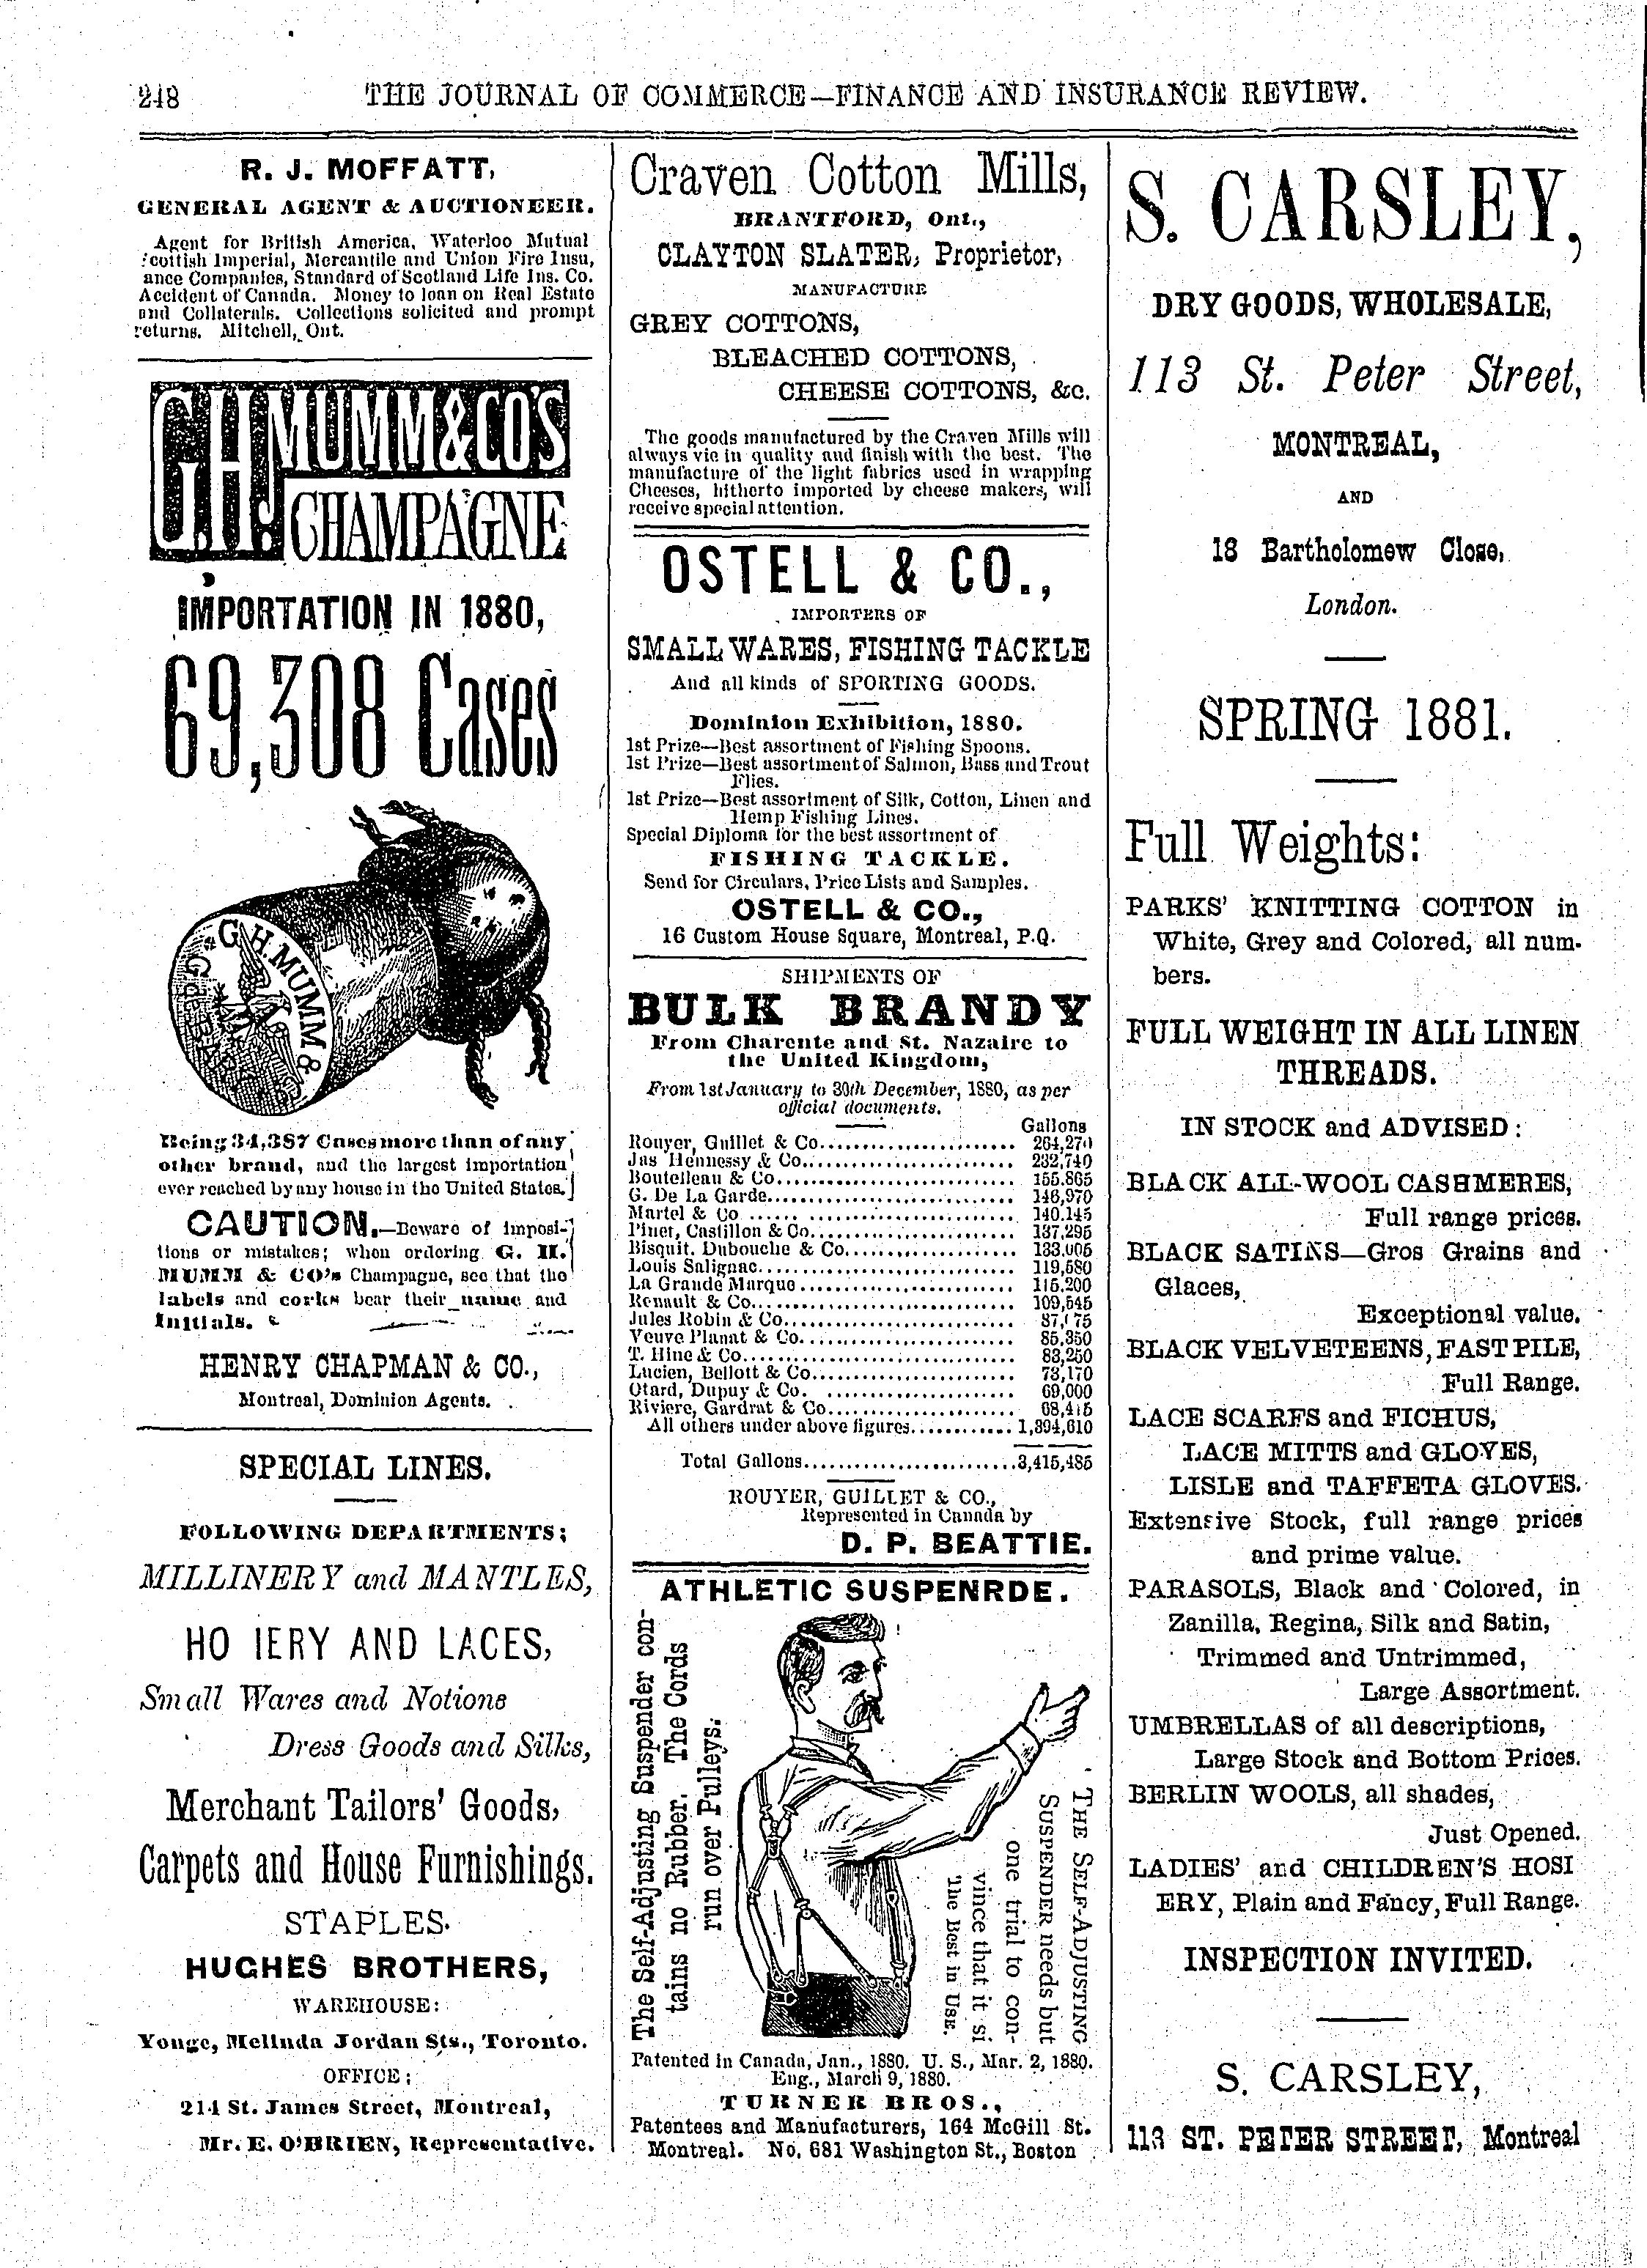 248 THE JOURNAL OF COMMERCE—FINANCE AND INSURANCE REVIEW.
R. J. MOFFATT,
GENERAL AGENT & AUCTIONEER.
Agent for British America, Waterloo Mutual
Scottish Imperial, Mercantile and Union Fire Insu,
ance Companies, Standard of Scotland Life Ins. Co.
Accident of Canada. Money to loan on Real Estate
and Collaterals. Collections solicited and prompt
returns. Mitchell, Ont.
G.H. MUMM & CO'S
CHAMPAGNE
IMPORTATION IN 1880,
69,308 Cases
G. H. MUMM &
Being 34,387 Cases more than of any
other brand, and the largest importation
ever reached by any house in the United States.
CAUTION.—Beware of imposi-
tions or mistakes; when ordering G. H.
MUMM & CO's Champagne, see that the
labels and corks bear their name and
Initials.
HENRY CHAPMAN & CO.,
Montreal, Dominion Agents.
SPECIAL LINES.
FOLLOWING DEPARTMENTS;
MILLINERY and MANTLES,
HO IERY AND LACES,
Small Wares and Notions
Dress Goods and Silks,
Merchant Tailors' Goods,
Carpets and House Furnishings.
STAPLES.
HUGHES BROTHERS,
WAREHOUSE:
Yonge, Melinda Jordan Sts., Toronto.
OFFICE;
214 St. James Street, Montreal,
Mr. E. O'BRIEN, Representative.
Craven Cotton Mills,
BRANTFORD, Ont.,
CLAYTON SLATER, Proprietor,
MANUFACTURE
GREY COTTONS,
BLEACHED COTTONS,
CHEESE COTTONS, &c.
The goods manufactured by the Craven Mills will
always vie in quality and finish with the best. The
manufacture of the light fabrics used in wrapping
Cheeses, hitherto imported by cheese makers, will
receive special attention.
OSTELL & CO.,
IMPORTERS OF
SMALL WARES, FISHING TACKLE
And all kinds of SPORTING GOODS.
Dominion Exhibition, 1880.
1st Prize—Best assortment of Fishing Spoons.
1st Prize—Best assortment of Salmon, Bass and Trout
Flies.
1st Prize—Best assortment of Silk, Cotton, Linen and
Hemp Fishing Lines.
Special Diploma for the best assortment of
FISHING TACKLE.
Send for Circulars, Price Lists and Samples.
OSTELL & CO.,
16 Custom House Square, Montreal, P.Q.
SHIPMENTS OF
BULK BRANDY
From Charente and St. Nazaire to
the United Kingdom,
From 1st January to 30th December, 1880, as per
official documents.
Gallons
Rouyer, Guillet & Co. 264,270
Jas Hennessy & Co. 232,740
Boutelleau & Co. 155.865
G. De La Garde. 146,970
Martel & Co 140.145
Pinet, Castillon & Co. 137,295
Bisquit. Dubouche & Co. 133,005
Louis Salignac. 119,580
La Grande Marque 115.200
Renault & Co. 109,545
Jules Robin & Co. 87,075
Veuve Planat & Co. 85,350
T. Hine & Co. 83,250
Lucien, Bellott & Co. 73,170
Otard, Dupuy & Co. 69,000
Riviere, Gardrat & Co. 68,415
All others under above figures. 1,394,610
Total Gallons. 3,415,485
ROUYER, GUILLET & CO.,
Represented in Canada by
D. P. BEATTIE.
ATHLETIC SUSPENRDE.
The Self-Adjusting Suspender con-
tains no Rubber. The Cords
run over Pulleys.
THE SELF-ADJUSTING
SUSPENDER needs but
one trial to con-
vince that it si
The Best in USE.
Patented in Canada, Jan., 1880. U. S., Mar. 2, 1880.
Eng., March 9, 1880.
TURNER BROS.,
Patentees and Manufacturers, 164 McGill St.
Montreal. No. 681 Washington St., Boston
S. CARSLEY,
DRY GOODS, WHOLESALE,
113 St. Peter Street,
MONTREAL,
AND
18 Bartholomew Close,
London.
SPRING 1881.
Full Weights:
PARKS' KNITTING COTTON in
White, Grey and Colored, all num-
bers.
FULL WEIGHT IN ALL LINEN
THREADS.
IN STOCK and ADVISED:
BLACK ALL-WOOL CASHMERES,
Full range prices.
BLACK SATINS—Gros Grains and
Glaces,
Exceptional value.
BLACK VELVETEENS, FAST PILE,
Full Range.
LACE SCARFS and FICHUS,
LACE MITTS and GLOVES,
LISLE and TAFFETA GLOVES.
Extensive Stock, full range prices
and prime value.
PARASOLS, Black and Colored, in
Zanilla, Regina, Silk and Satin,
Trimmed and Untrimmed,
Large Assortment.
UMBRELLAS of all descriptions,
Large Stock and Bottom Prices.
BERLIN WOOLS, all shades,
Just Opened.
LADIES' and CHILDREN'S HOSI
ERY, Plain and Fancy, Full Range.
INSPECTION INVITED.
S. CARSLEY,
113 ST. PETER STREET, Montreal